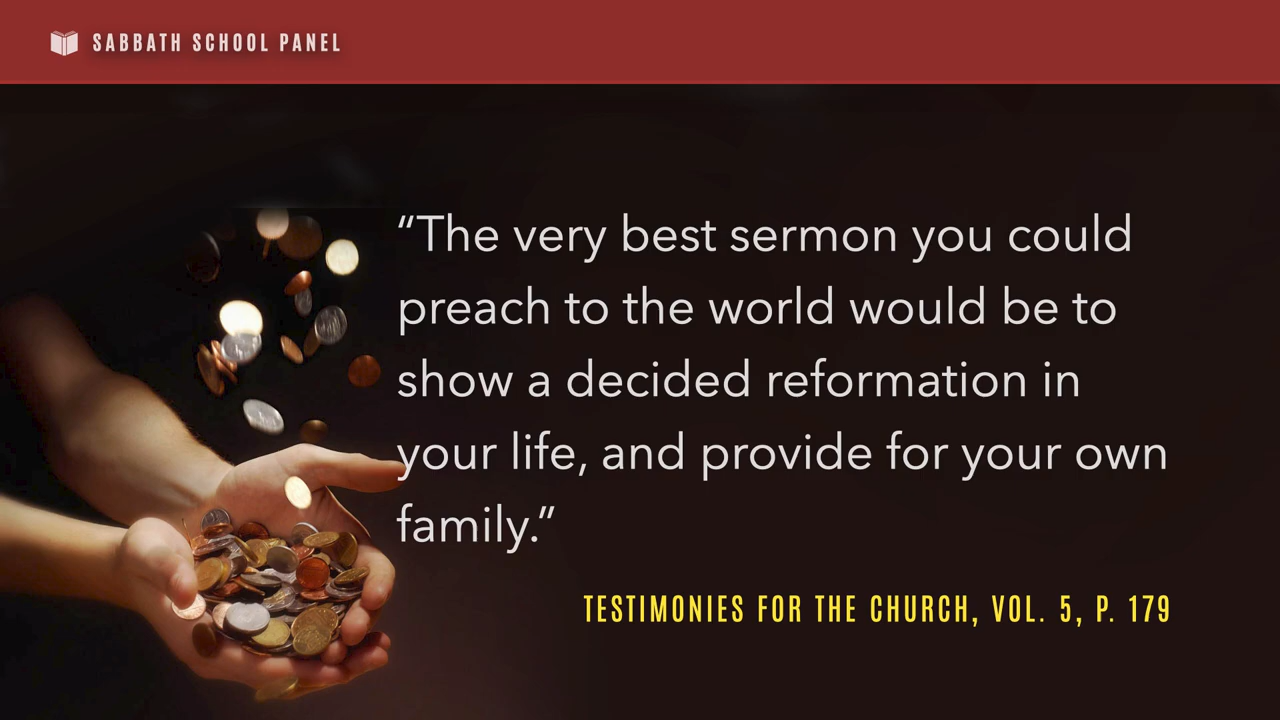 SABBATH SCHOOL PANEL
“The very best sermon you could
preach to the world would be to
show a decided reformation in
your life, and provide for your own
family.”
TESTIMONIES FOR THE CHURCH, VOL. 5, P. 179